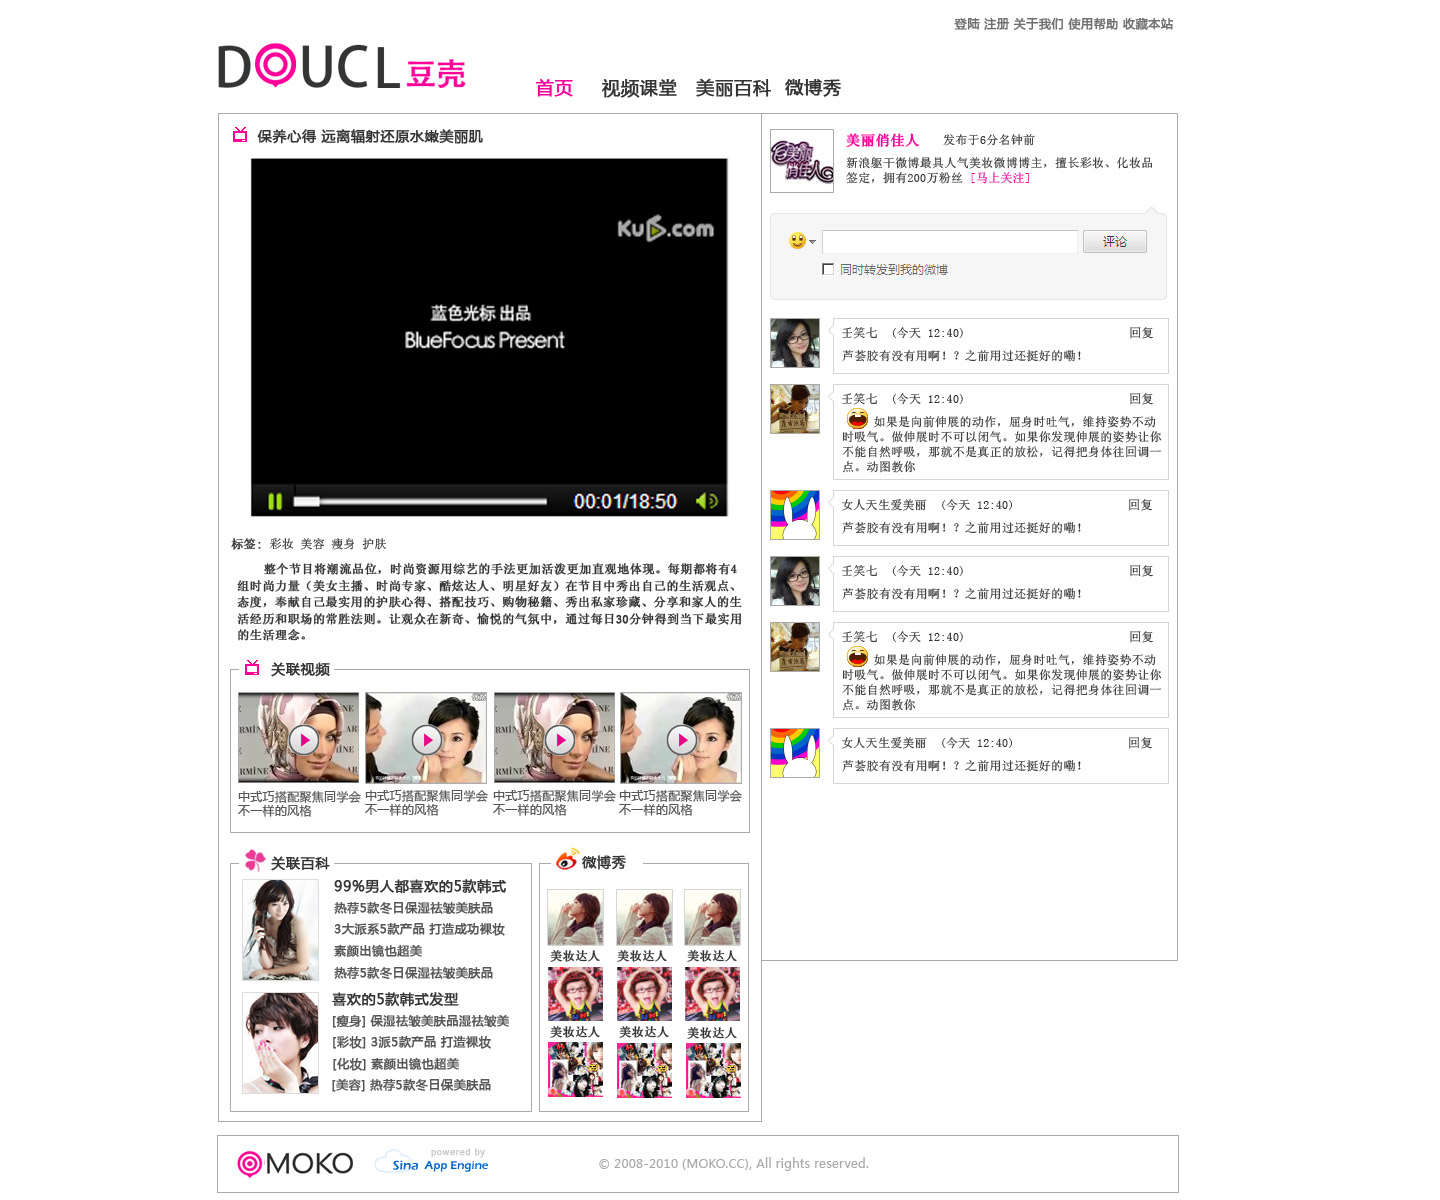 登陆 注册 关于我们 使用帮助 收藏本站
DOUCL 豆壳
首页 视频课堂 美丽百科 微博秀
保养心得 远离辐射还原水嫩美丽肌
Ku6.com
蓝色光标 出品
BlueFocus Present
00:01/18:50
标签：彩妆 美容 瘦身 护肤
整个节目将潮流品位，时尚资源用综艺的手法更加活泼更加直观地体现。每期都将有4
组时尚力量（美女主播、时尚专家、酷炫达人、明星好友）在节目中秀出自己的生活观点、
态度，奉献自己最实用的护肤心得、搭配技巧、购物秘籍、秀出私家珍藏、分享和家人的生
活经历和职场的常胜法则。让观众在新奇、愉悦的气氛中，通过每日30分钟得到当下最实用
的生活理念。
关联视频
中式巧搭配聚焦同学会
不一样的风格
中式巧搭配聚焦同学会
不一样的风格
中式巧搭配聚焦同学会
不一样的风格
中式巧搭配聚焦同学会
不一样的风格
关联百科
99%男人都喜欢的5款韩式
热荐5款冬日保湿祛皱美肤品
3大派系5款产品 打造成功裸妆
素颜出镜也超美
热荐5款冬日保湿祛皱美肤品
喜欢的5款韩式发型
[瘦身] 保湿祛皱美肤品湿祛皱美
[彩妆] 3派5款产品 打造裸妆
[化妆] 素颜出镜也超美
[美容] 热荐5款冬日保美肤品
微博秀
美妆达人 美妆达人 美妆达人
美妆达人 美妆达人 美妆达人
美丽俏佳人
美丽俏佳人 发布于6分名钟前
新浪躯干微博最具人气美妆微博博主，擅长彩妆、化妆品
签定，拥有200万粉丝 [马上关注]
评论
同时转发到我的微博
壬笑七 （今天 12:40） 回复
芦荟胶有没有用啊！？之前用过还挺好的嘞！
壬笑七 （今天 12:40） 回复
如果是向前伸展的动作，屈身时吐气，维持姿势不动
时吸气。做伸展时不可以闭气。如果你发现伸展的姿势让你
不能自然呼吸，那就不是真正的放松，记得把身体往回调一
点。动图教你
女人天生爱美丽 （今天 12:40） 回复
芦荟胶有没有用啊！？之前用过还挺好的嘞！
壬笑七 （今天 12:40） 回复
芦荟胶有没有用啊！？之前用过还挺好的嘞！
壬笑七 （今天 12:40） 回复
如果是向前伸展的动作，屈身时吐气，维持姿势不动
时吸气。做伸展时不可以闭气。如果你发现伸展的姿势让你
不能自然呼吸，那就不是真正的放松，记得把身体往回调一
点。动图教你
女人天生爱美丽 （今天 12:40） 回复
芦荟胶有没有用啊！？之前用过还挺好的嘞！
MOKO
powered by
Sina App Engine
© 2008-2010 (MOKO.CC), All rights reserved.